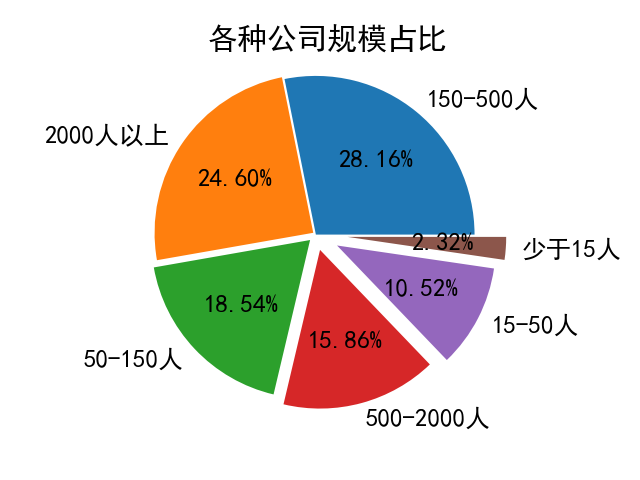 各种公司规模占比
150-500人
28.16%
2000人以上
24.60%
50-150人
18.54%
500-2000人
15.86%
15-50人
10.52%
少于15人
2.32%